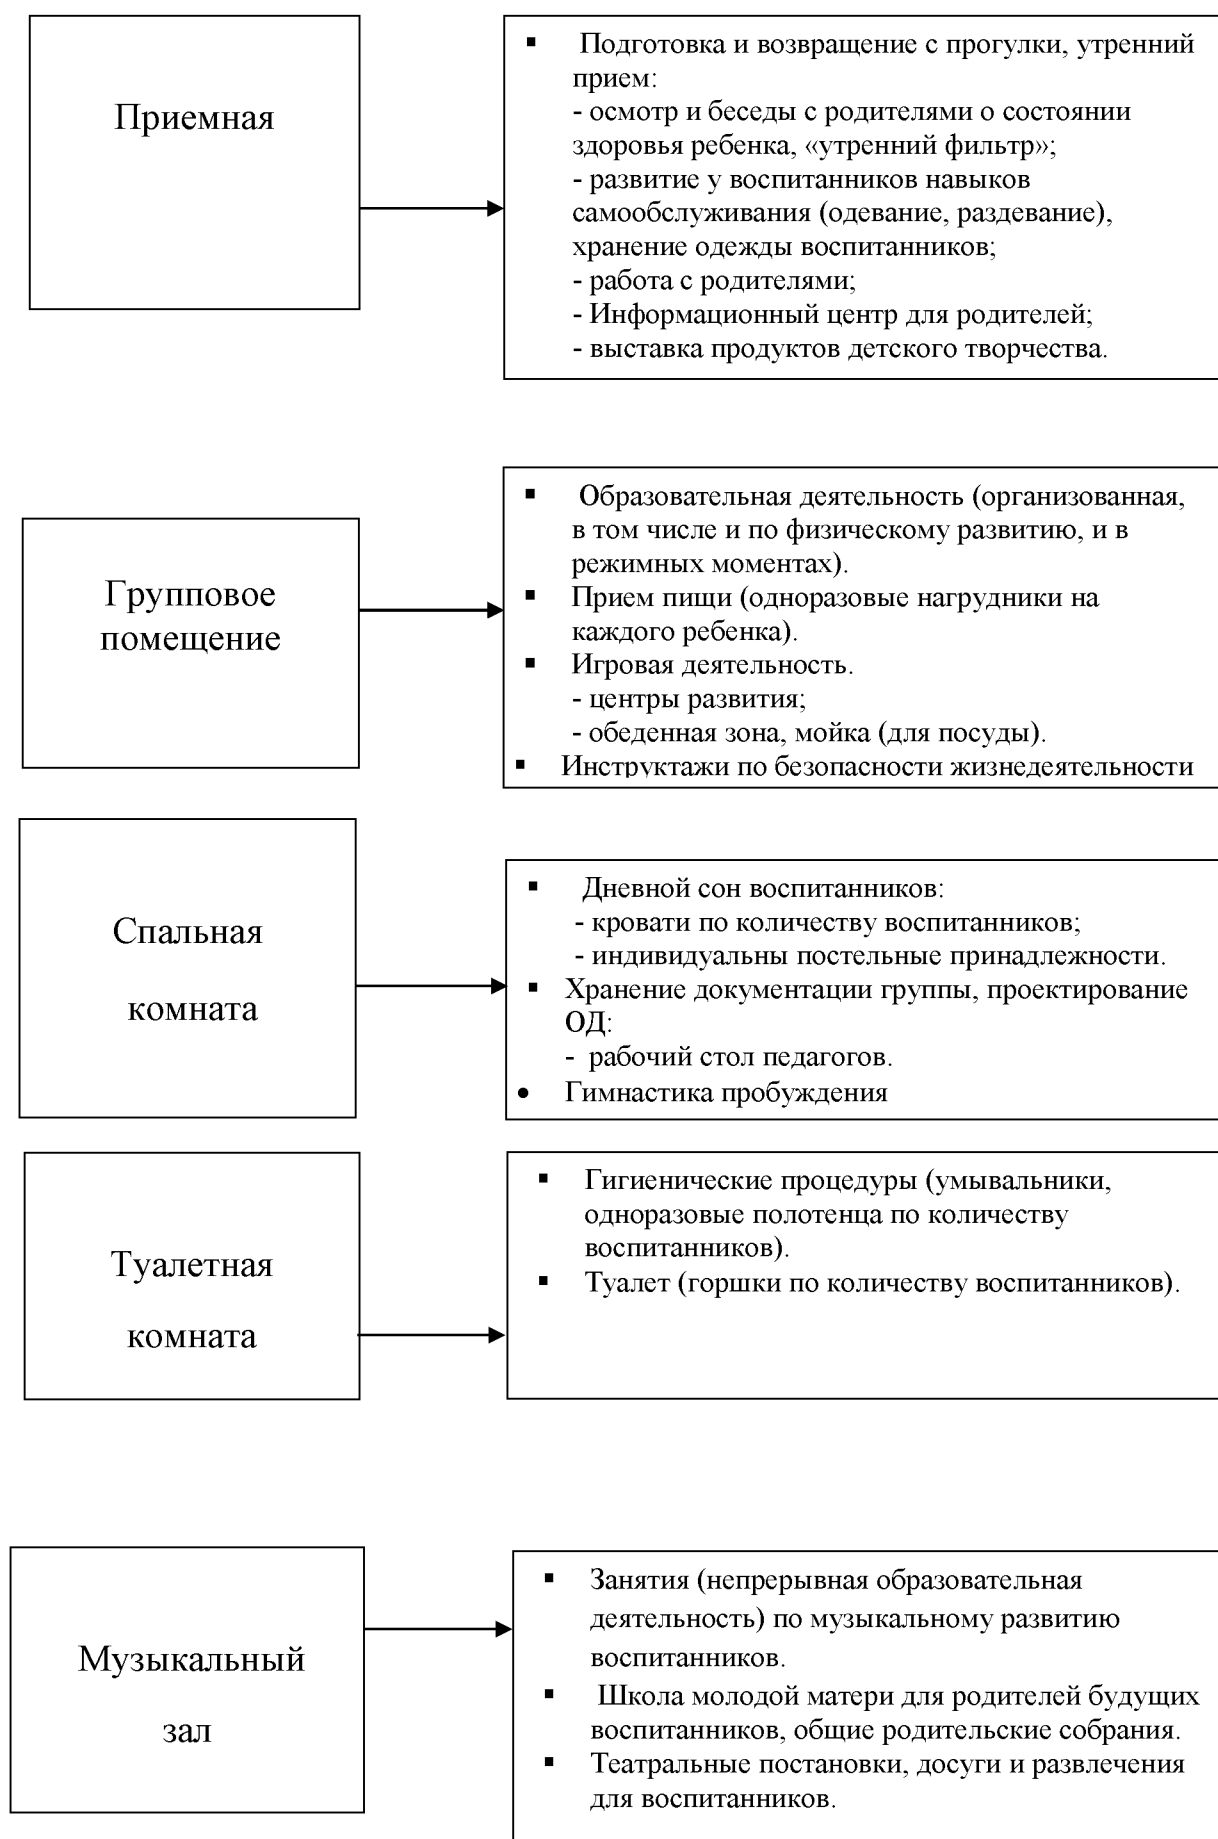 Приемная
▪ Подготовка и возвращение с прогулки, утренний
прием:
- осмотр и беседы с родителями о состоянии
здоровья ребенка, «утренний фильтр»;
- развитие у воспитанников навыков
самообслуживания (одевание, раздевание),
хранение одежды воспитанников;
- работа с родителями;
- Информационный центр для родителей;
- выставка продуктов детского творчества.
Групповое
помещение
▪ Образовательная деятельность (организованная,
в том числе и по физическому развитию, и в
режимных моментах).
▪ Прием пищи (одноразовые нагрудники на
каждого ребенка).
▪ Игровая деятельность.
- центры развития;
- обеденная зона, мойка (для посуды).
▪ Инструктажи по безопасности жизнедеятельности
Спальная
комната
▪ Дневной сон воспитанников:
- кровати по количеству воспитанников;
- индивидуальны постельные принадлежности.
▪ Хранение документации группы, проектирование
ОД:
- рабочий стол педагогов.
• Гимнастика пробуждения
Туалетная
комната
▪ Гигиенические процедуры (умывальники,
одноразовые полотенца по количеству
воспитанников).
▪ Туалет (горшки по количеству воспитанников).
Музыкальный
зал
▪ Занятия (непрерывная образовательная
деятельность) по музыкальному развитию
воспитанников.
▪ Школа молодой матери для родителей будущих
воспитанников, общие родительские собрания.
▪ Театральные постановки, досуги и развлечения
для воспитанников.